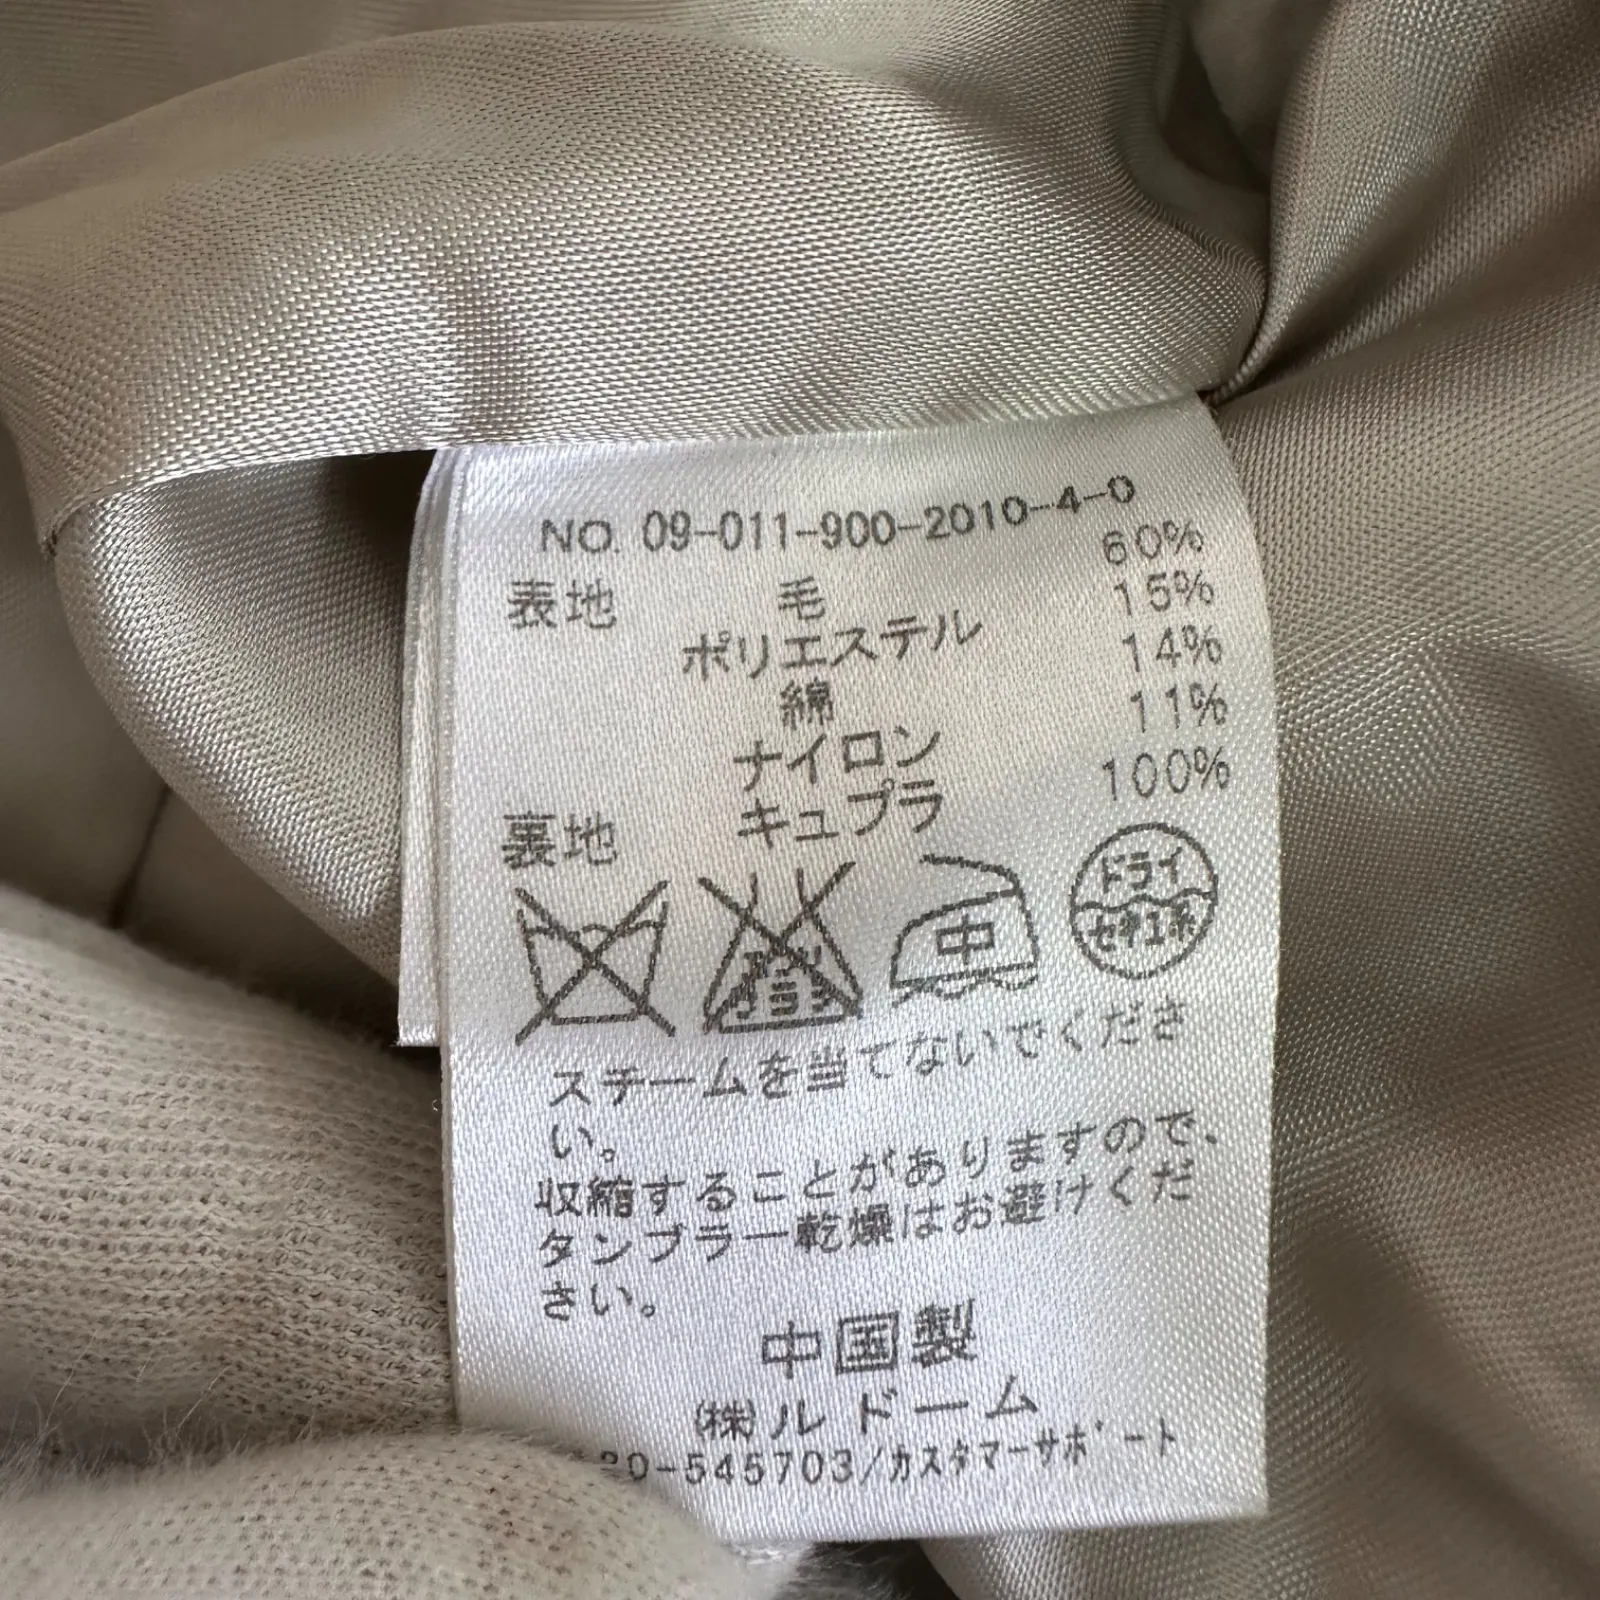 NO. 09-011-900-2010-4-0
表地 毛 60%
ポリエステル 15%
綿 14%
ナイロン 11%
裏地 キュプラ 100%
中
ドライ
セキユ系
スチームを当てないでくださ
い。
収縮することがありますので、
タンブラー乾燥はお避けくだ
さい。
中国製
(株)ルドーム
20-545703/カスタマーサポート